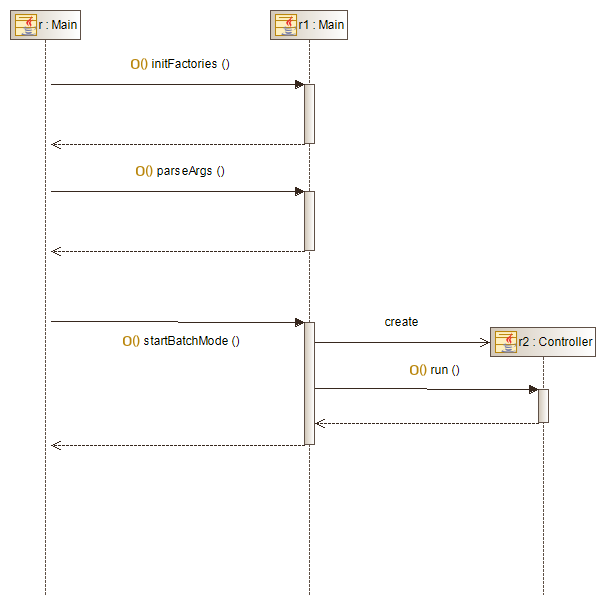 r : Main
r1 : Main
O() initFactories ()
O() parseArgs ()
O() startBatchMode ()
create
r2 : Controller
O() run ()